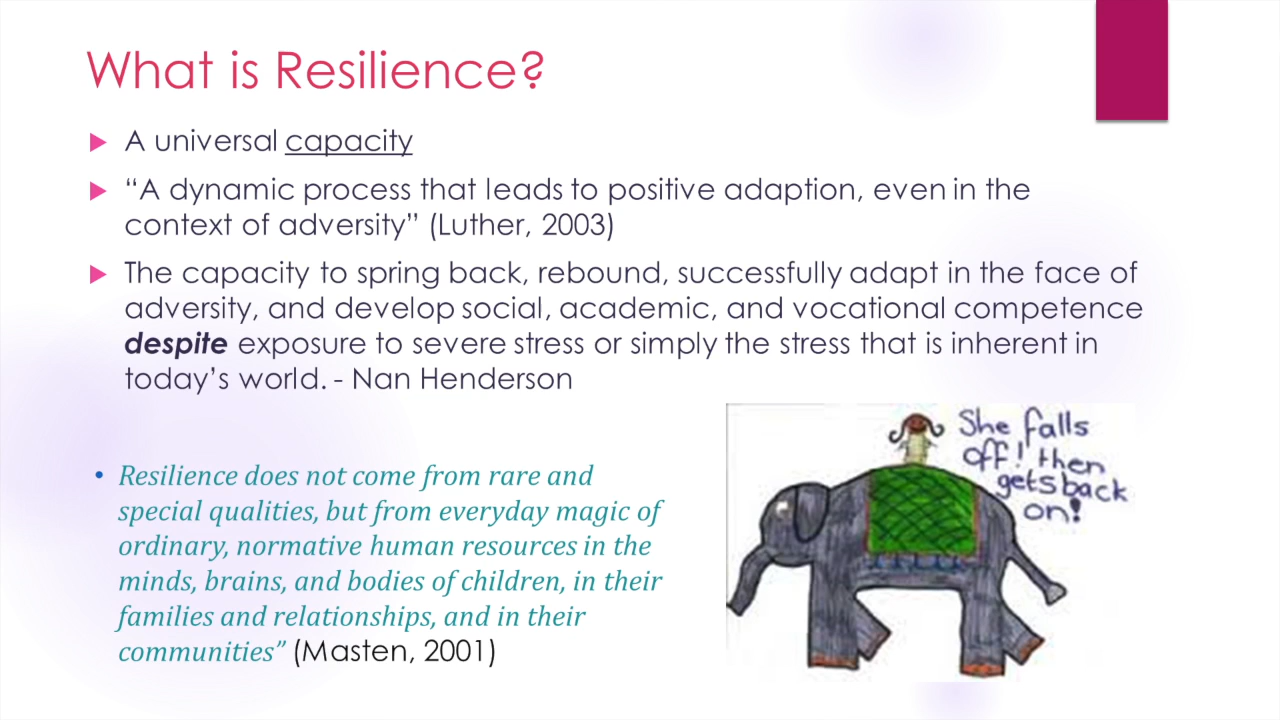 What is Resilience?
A universal capacity
“A dynamic process that leads to positive adaption, even in the
context of adversity” (Luther, 2003)
The capacity to spring back, rebound, successfully adapt in the face of
adversity, and develop social, academic, and vocational competence
despite exposure to severe stress or simply the stress that is inherent in
today’s world. - Nan Henderson
Resilience does not come from rare and
special qualities, but from everyday magic of
ordinary, normative human resources in the
minds, brains, and bodies of children, in their
families and relationships, and in their
communities” (Masten, 2001)
She falls
off! then
gets back
on!